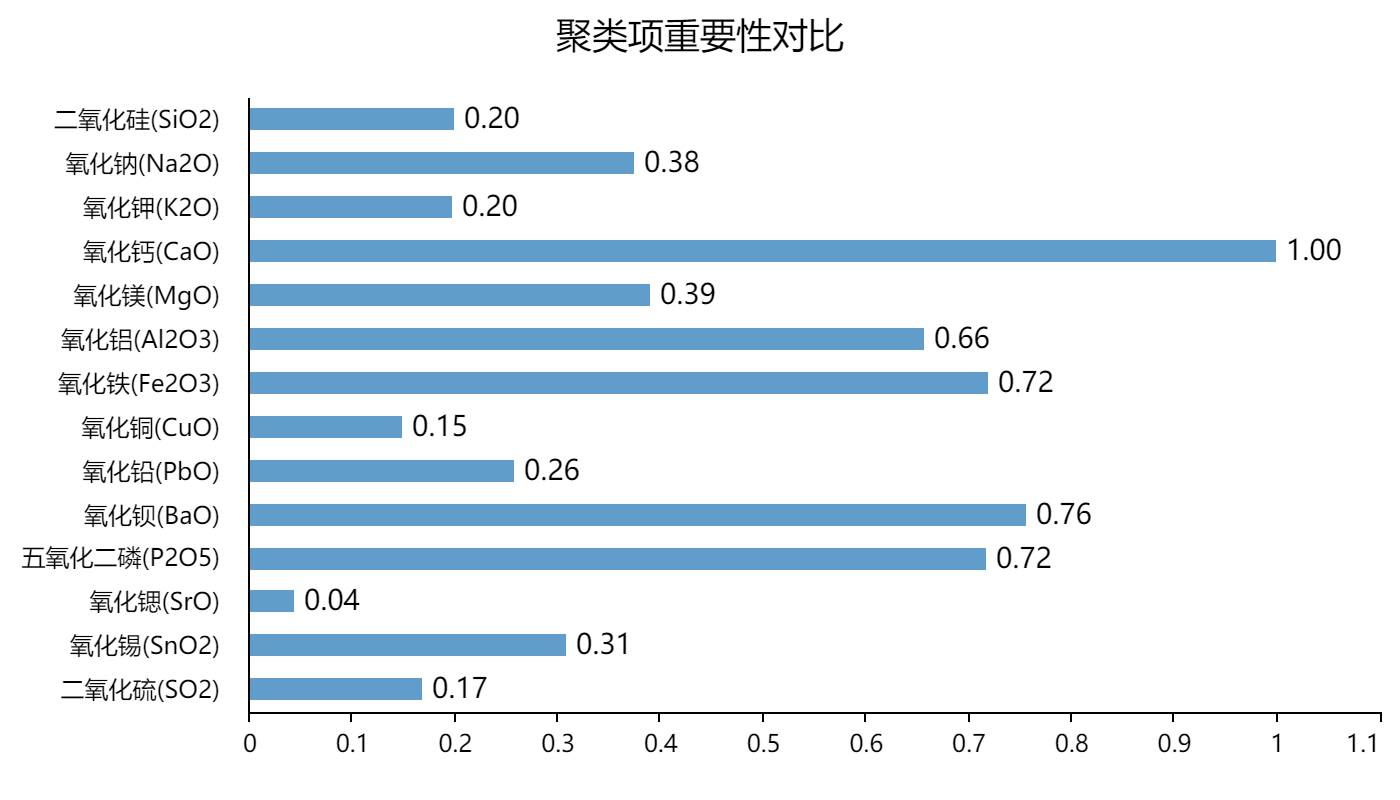 聚类项重要性对比
二氧化硅(SiO2) 0.20
氧化钠(Na2O) 0.38
氧化钾(K2O) 0.20
氧化钙(CaO) 1.00
氧化镁(MgO) 0.39
氧化铝(Al2O3) 0.66
氧化铁(Fe2O3) 0.72
氧化铜(CuO) 0.15
氧化铅(PbO) 0.26
氧化钡(BaO) 0.76
五氧化二磷(P2O5) 0.72
氧化锶(SrO) 0.04
氧化锡(SnO2) 0.31
二氧化硫(SO2) 0.17
0 0.1 0.2 0.3 0.4 0.5 0.6 0.7 0.8 0.9 1 1.1